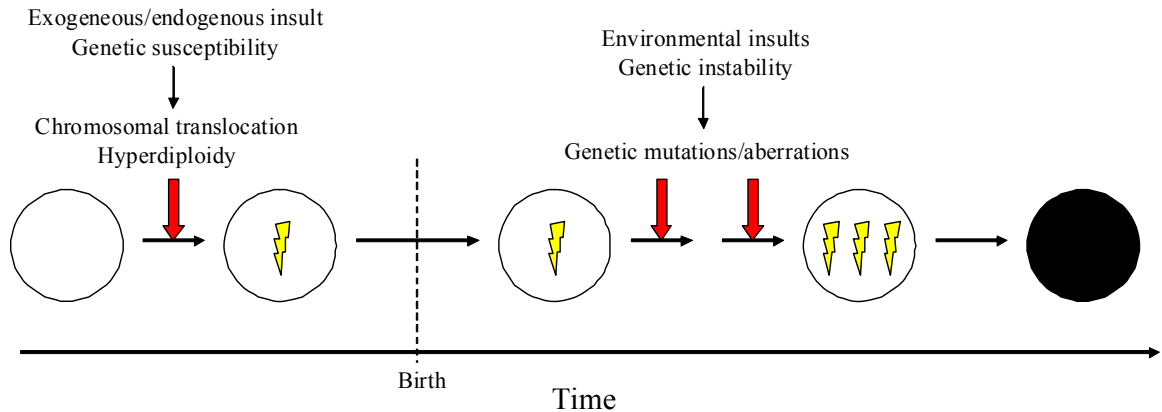 Exogeneous/endogenous insult
Genetic susceptibility
Chromosomal translocation
Hyperdiploidy
Environmental insults
Genetic instability
Genetic mutations/aberrations
Birth
Time